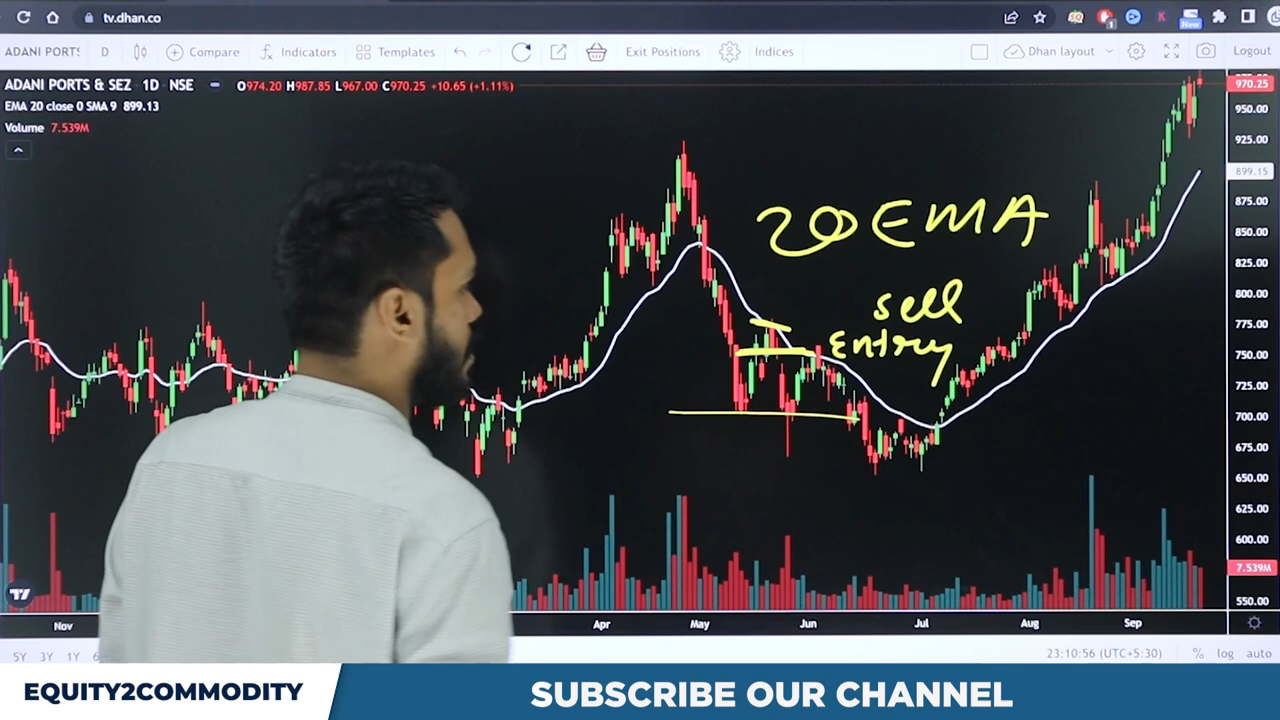 tv.dhan.co
New
1
ADANI PORTS
D
Compare
Indicators
Templates
Exit Positions
Indices
Dhan layout
Logout
ADANI PORTS & SEZ 1D NSE
O974.20 H987.85 L967.00 C970.25 +10.65 (+1.11%)
EMA 20 close 0 SMA 9 899.13
Volume 7.539M
20 EMA
sell
entry
970.25
950.00
925.00
899.15
875.00
850.00
825.00
800.00
775.00
750.00
725.00
700.00
675.00
650.00
625.00
600.00
7.539M
550.00
Nov
Apr
May
Jun
Jul
Aug
Sep
5Y 3Y 1Y
23:10:56 (UTC+5:30)
% log auto
EQUITY2COMMODITY
SUBSCRIBE OUR CHANNEL